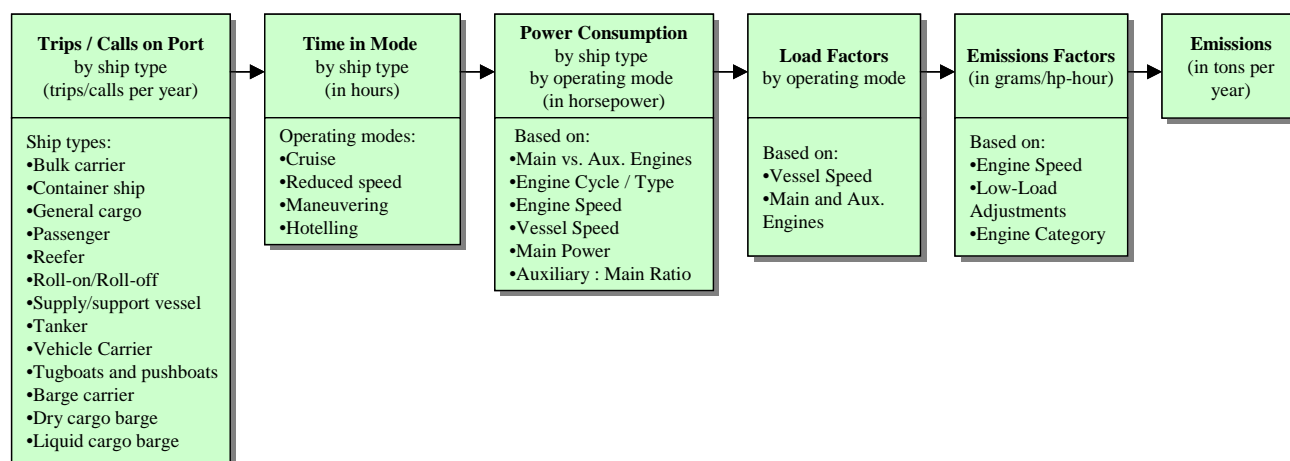 Trips / Calls on Port
by ship type
(trips/calls per year)
Ship types:
•Bulk carrier
•Container ship
•General cargo
•Passenger
•Reefer
•Roll-on/Roll-off
•Supply/support vessel
•Tanker
•Vehicle Carrier
•Tugboats and pushboats
•Barge carrier
•Dry cargo barge
•Liquid cargo barge
Time in Mode
by ship type
(in hours)
Operating modes:
•Cruise
•Reduced speed
•Maneuvering
•Hotelling
Power Consumption
by ship type
by operating mode
(in horsepower)
Based on:
•Main vs. Aux. Engines
•Engine Cycle / Type
•Engine Speed
•Vessel Speed
•Main Power
•Auxiliary : Main Ratio
Load Factors
by operating mode
Based on:
•Vessel Speed
•Main and Aux.
Engines
Emissions Factors
(in grams/hp-hour)
Based on:
•Engine Speed
•Low-Load
Adjustments
•Engine Category
Emissions
(in tons per
year)